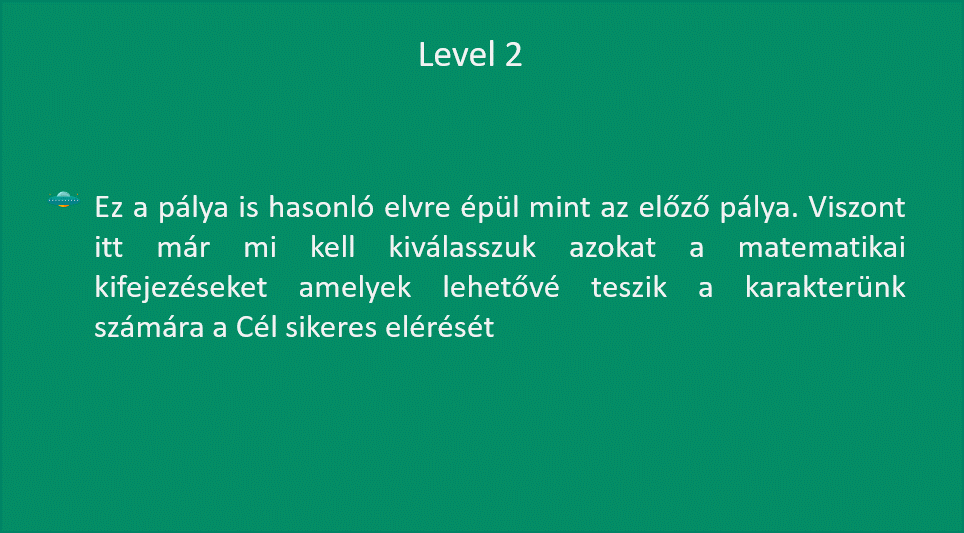 Level 2
Ez a pálya is hasonló elvre épül mint az előző pálya. Viszont
itt már mi kell kiválasszuk azokat a matematikai
kifejezéseket amelyek lehetővé teszik a karakterünk
számára a Cél sikeres elérését